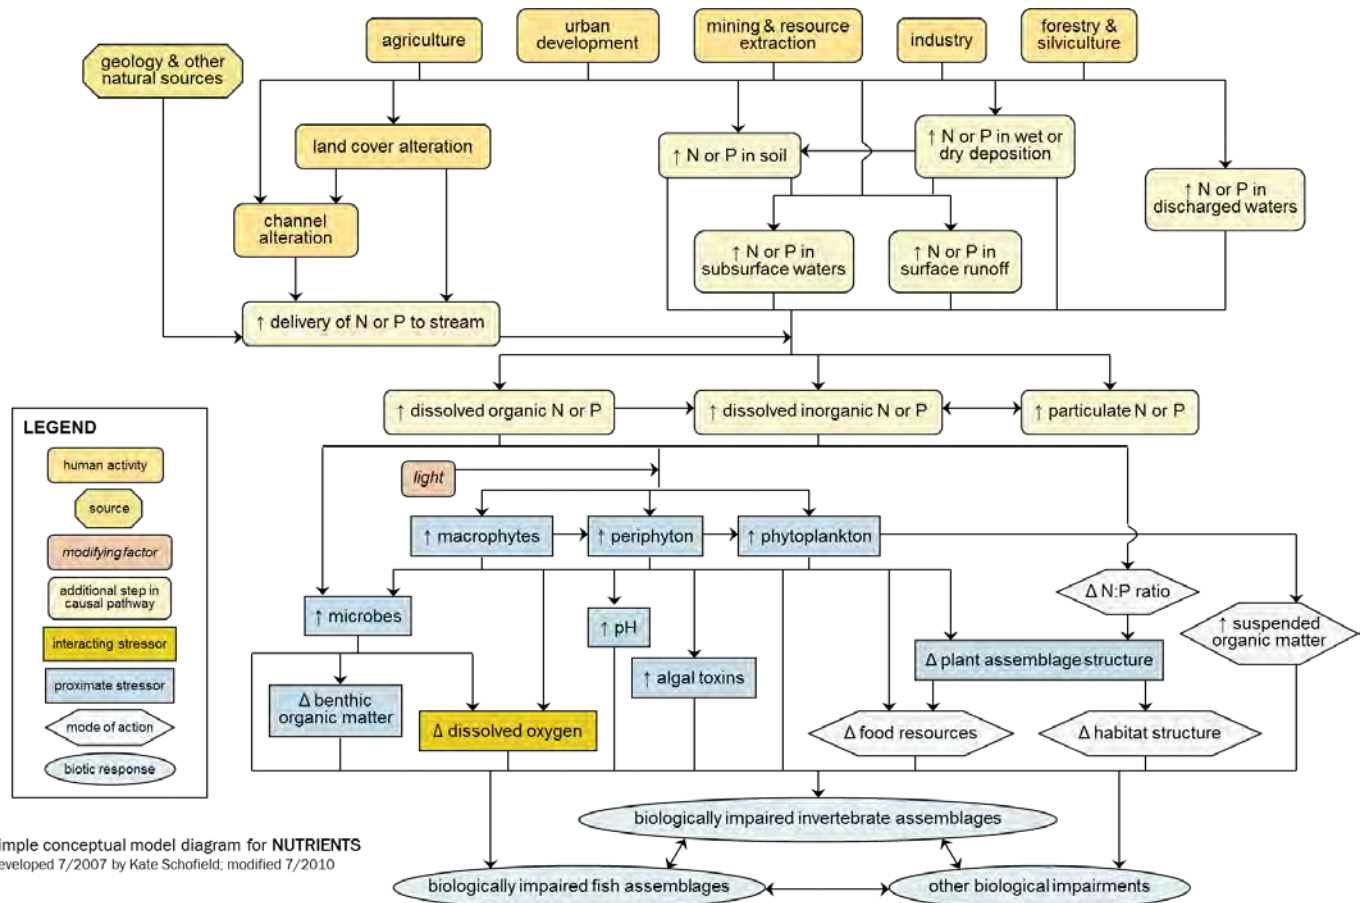 agriculture
urban
development
mining & resource
extraction
industry
forestry &
silviculture
geology & other
natural sources
land cover alteration
↑ N or P in soil
↑ N or P in wet or
dry deposition
↑ N or P in
discharged waters
channel
alteration
↑ N or P in
subsurface waters
↑ N or P in
surface runoff
↑ delivery of N or P to stream
↑ dissolved organic N or P
↑ dissolved inorganic N or P
↑ particulate N or P
LEGEND
human activity
source
modifying factor
additional step in
causal pathway
interacting stressor
proximate stressor
mode of action
biotic response
light
↑ macrophytes
↑ periphyton
↑ phytoplankton
Δ N:P ratio
↑ microbes
↑ pH
↑ suspended
organic matter
Δ plant assemblage structure
↑ algal toxins
Δ benthic
organic matter
Δ dissolved oxygen
Δ food resources
Δ habitat structure
biologically impaired invertebrate assemblages
biologically impaired fish assemblages
other biological impairments
imple conceptual model diagram for NUTRIENTS
eveloped 7/2007 by Kate Schofield; modified 7/2010